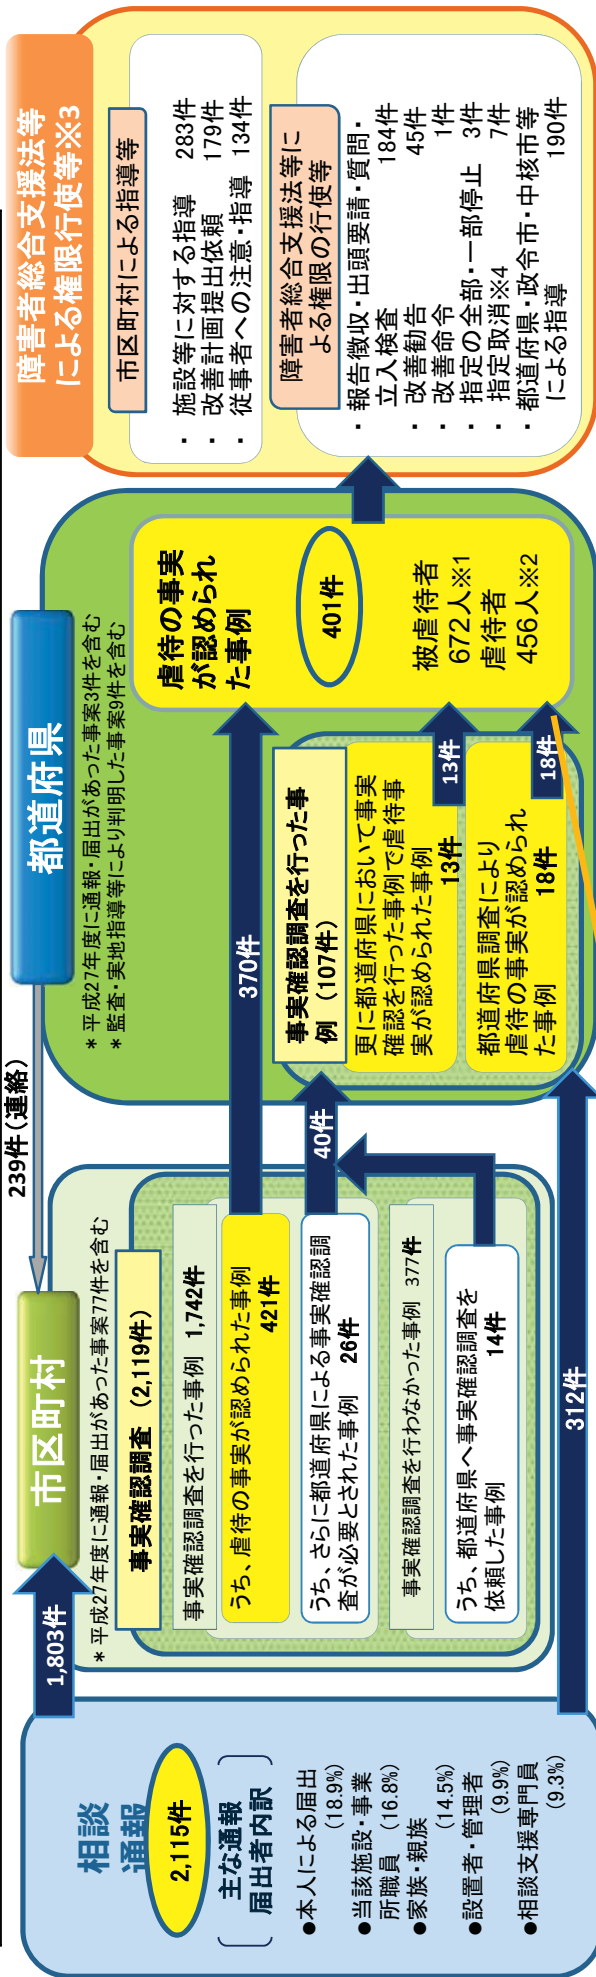 相談
通報
2,115件
主な通報
届出者内訳
●本人による届出
(18.9%)
●当該施設・事業
所職員 (16.8%)
●家族・親族
(14.5%)
●設置者・管理者
(9.9%)
●相談支援専門員
(9.3%)
1,803件
312件
市区町村
＊平成27年度に通報・届出があった事案77件を含む
事実確認調査（2,119件）
事実確認調査を行った事例 1,742件
うち、虐待の事実が認められた事例
421件
うち、さらに都道府県による事実確認調
査が必要とされた事例 26件
事実確認調査を行わなかった事例 377件
うち、都道府県へ事実確認調査を
依頼した事例 14件
239件(連絡)
370件
40件
都道府県
＊平成27年度に通報・届出があった事案3件を含む
＊監査・実地指導等により判明した事案9件を含む
事実確認調査を行った事
例（107件）
更に都道府県において事実
確認を行った事例で虐待事
実が認められた事例
13件
都道府県調査により
虐待の事実が認められ
た事例 18件
13件
18件
虐待の事実
が認められ
た事例
401件
被虐待者
672人※1
虐待者
456人※2
障害者総合支援法等
による権限行使等※3
市区町村による指導等
・ 施設等に対する指導 283件
・ 改善計画提出依頼 179件
・ 従事者への注意・指導 134件
障害者総合支援法等に
よる権限の行使等
・ 報告徴収・出頭要請・質問・
立入検査 184件
・ 改善勧告 45件
・ 改善命令 1件
・ 指定の全部・一部停止 3件
・ 指定取消※4 7件
・ 都道府県・政令市・中核市等
による指導 190件